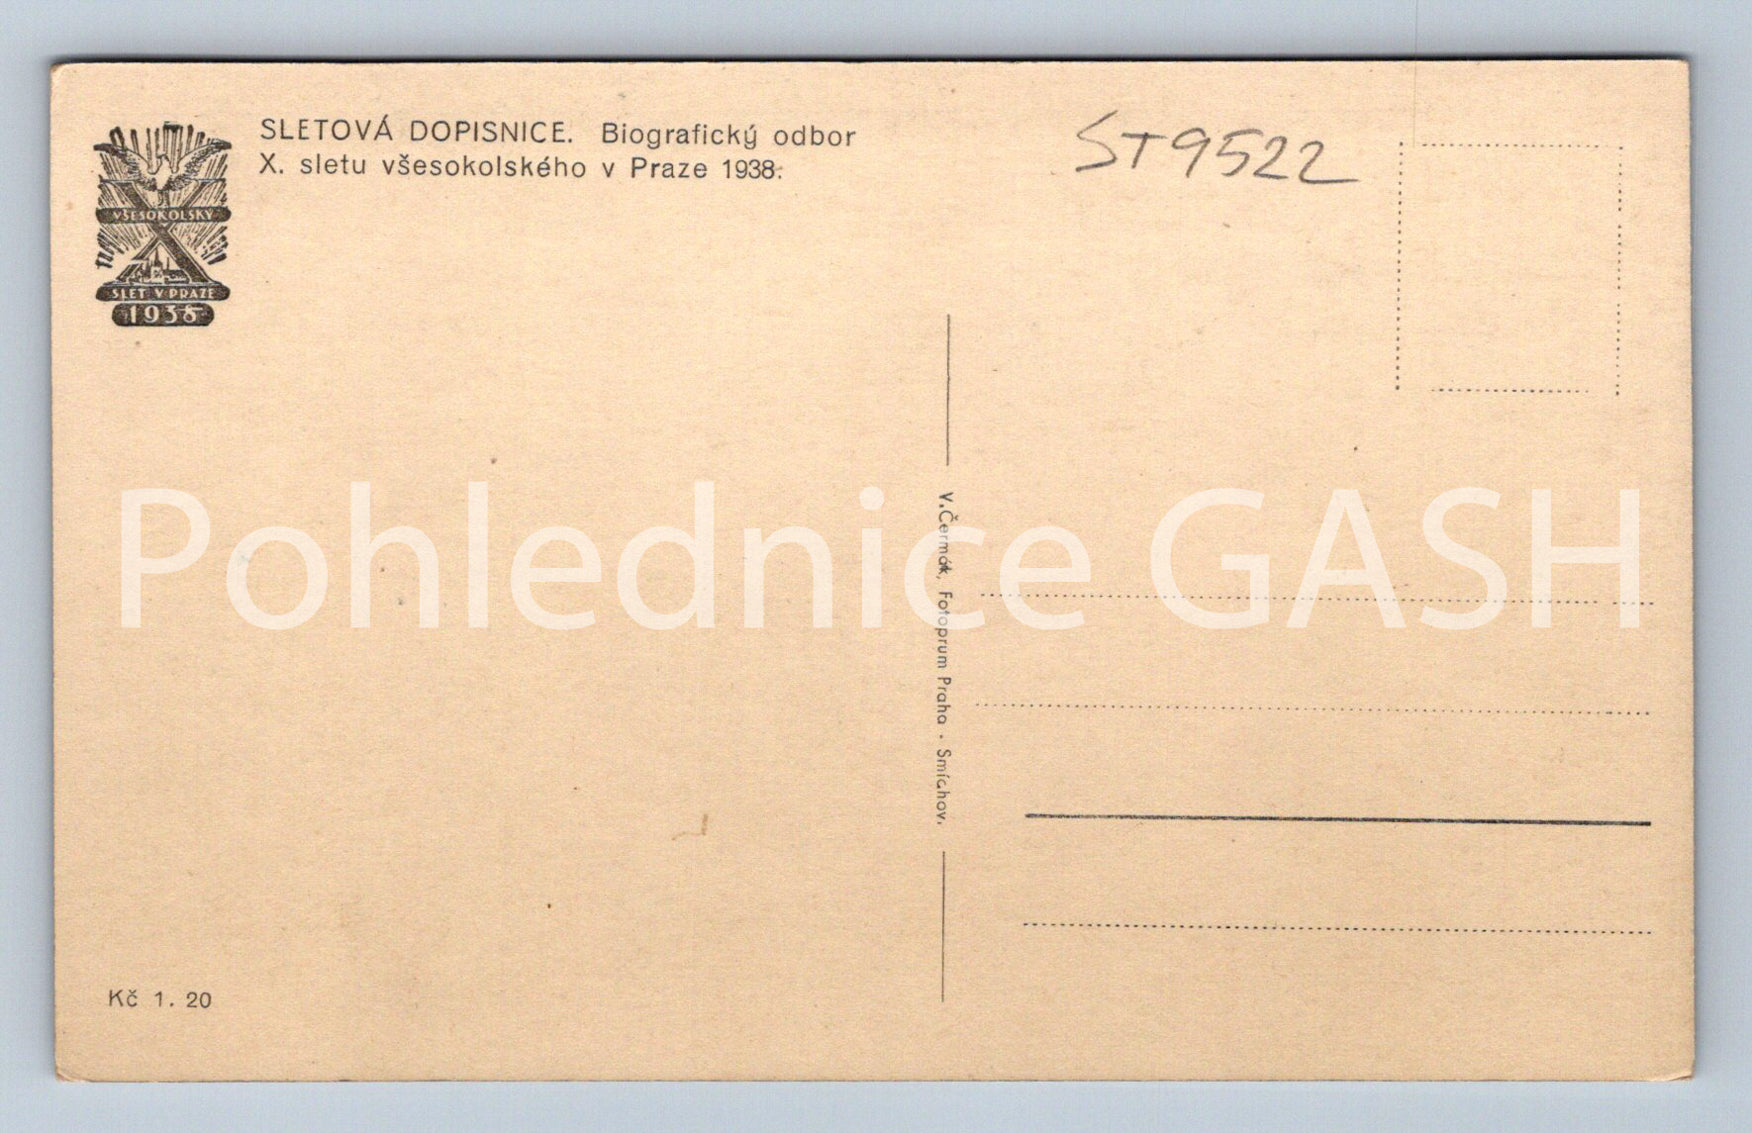 SLETOVÁ DOPISNICE. Biografický odbor
X. sletu všesokolského v Praze 1938.
ST9522
VŠESOKOLSKÝ
X
SLET V PRAZE
1938
V. Čermák, Fotoprum Praha - Smíchov.
Pohlednice GASH
Kč 1. 20